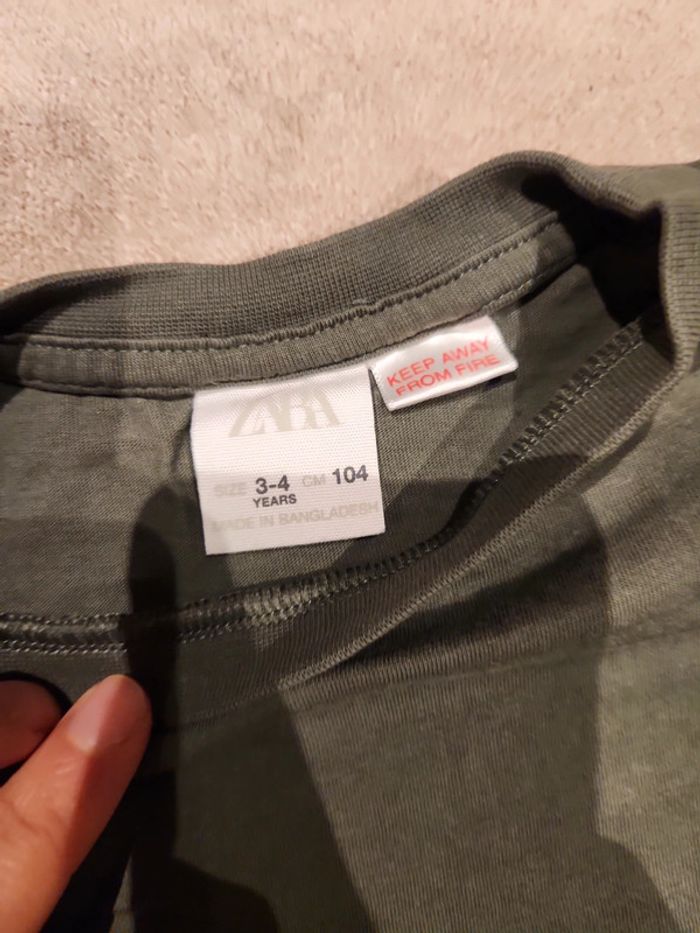 ZARA
SIZE 3-4 CM 104
YEARS
MADE IN BANGLADESH
KEEP AWAY
FROM FIRE